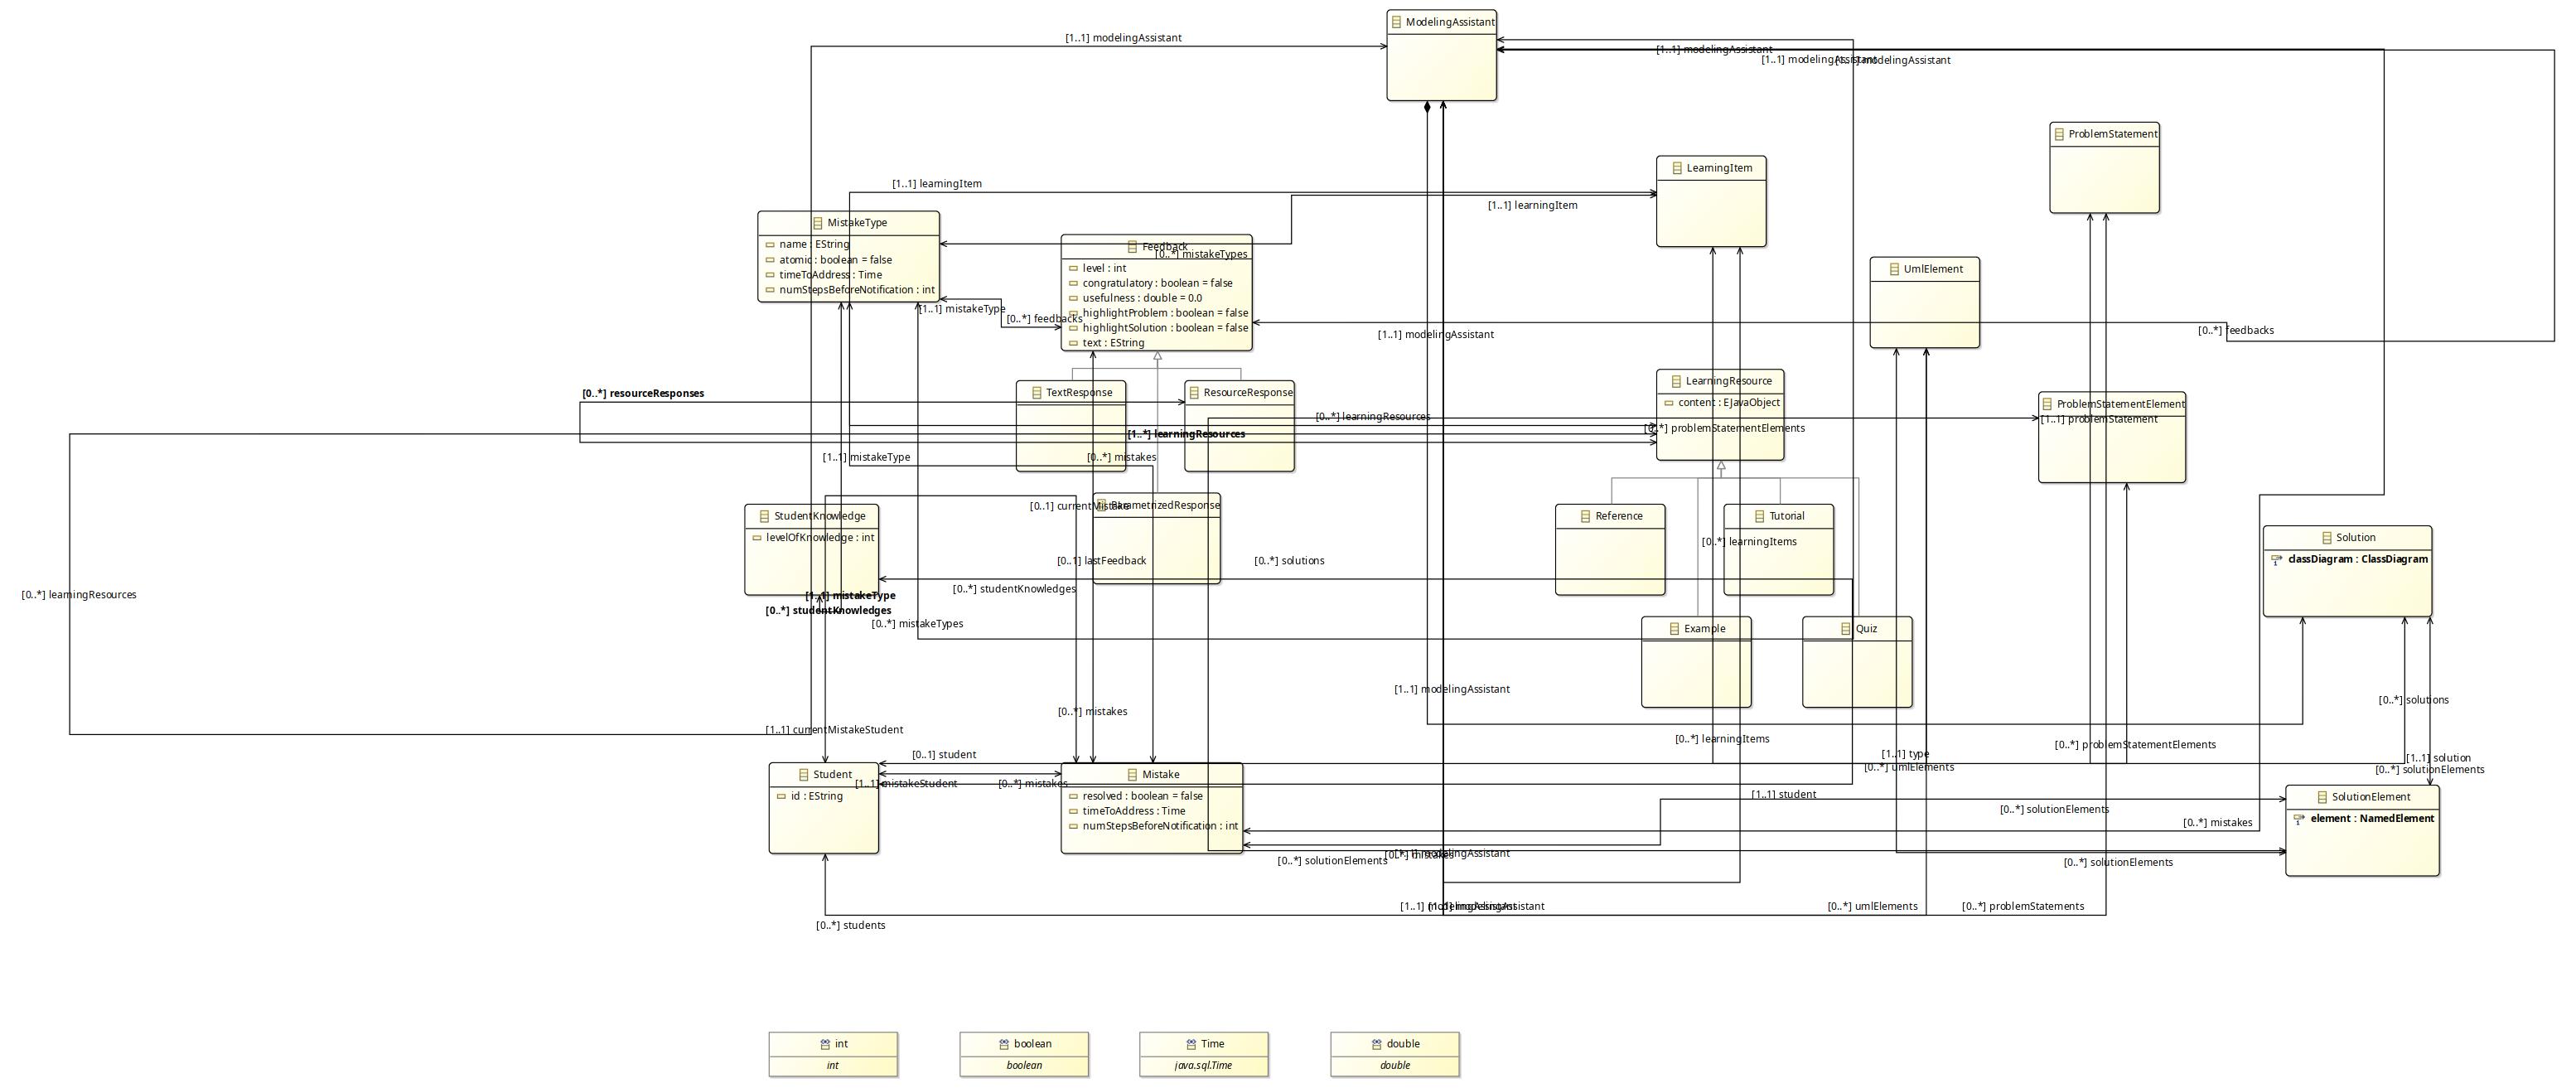 ModelingAssistant
[1..1] modelingAssistant
[1..1] modelingAssistant
[1..1] modelingAssistant
[1..1] modelingAssistant
ProblemStatement
LearningItem
[1..1] learningItem
[1..1] learningItem
MistakeType
name : EString
atomic : boolean = false
timeToAddress : Time
numStepsBeforeNotification : int
Feedback
[0..*] mistakeTypes
level : int
congratulatory : boolean = false
usefulness : double = 0.0
highlightProblem : boolean = false
highlightSolution : boolean = false
text : EString
UmlElement
[1..1] mistakeType
[0..*] feedbacks
[1..1] modelingAssistant
[0..*] feedbacks
TextResponse
ResourceResponse
LearningResource
content : EJavaObject
ProblemStatementElement
[0..*] resourceResponses
[0..*] learningResources
[1..1] problemStatement
[1..*] learningResources
[0..*] problemStatementElements
[1..1] mistakeType
[0..*] mistakes
[0..1] currentMistake
ParametrizedResponse
StudentKnowledge
levelOfKnowledge : int
Reference
Tutorial
[0..*] learningItems
Solution
classDiagram : ClassDiagram
[0..1] lastFeedback
[0..*] solutions
[0..*] studentKnowledges
[0..*] learningResources
[1..1] mistakeType
[0..*] studentKnowledges
[0..*] mistakeTypes
Example
Quiz
[1..1] modelingAssistant
[0..*] solutions
[0..*] mistakes
[1..1] currentMistakeStudent
[0..*] learningItems
[0..*] problemStatementElements
[0..1] student
[1..1] type
[0..*] umlElements
[1..1] solution
[0..*] solutionElements
Student
id : EString
[1..1] mistakeStudent
[0..*] mistakes
Mistake
resolved : boolean = false
timeToAddress : Time
numStepsBeforeNotification : int
[1..1] student
[0..*] solutionElements
[0..*] mistakes
SolutionElement
element : NamedElement
[0..*] solutionElements
[0..*] mistakes
[1..1] modelingAssistant
[0..*] solutionElements
[1..1] modelingAssistant
[1..1] modelingAssistant
[0..*] umlElements
[0..*] problemStatements
[0..*] students
int
int
boolean
boolean
Time
java.sql.Time
double
double